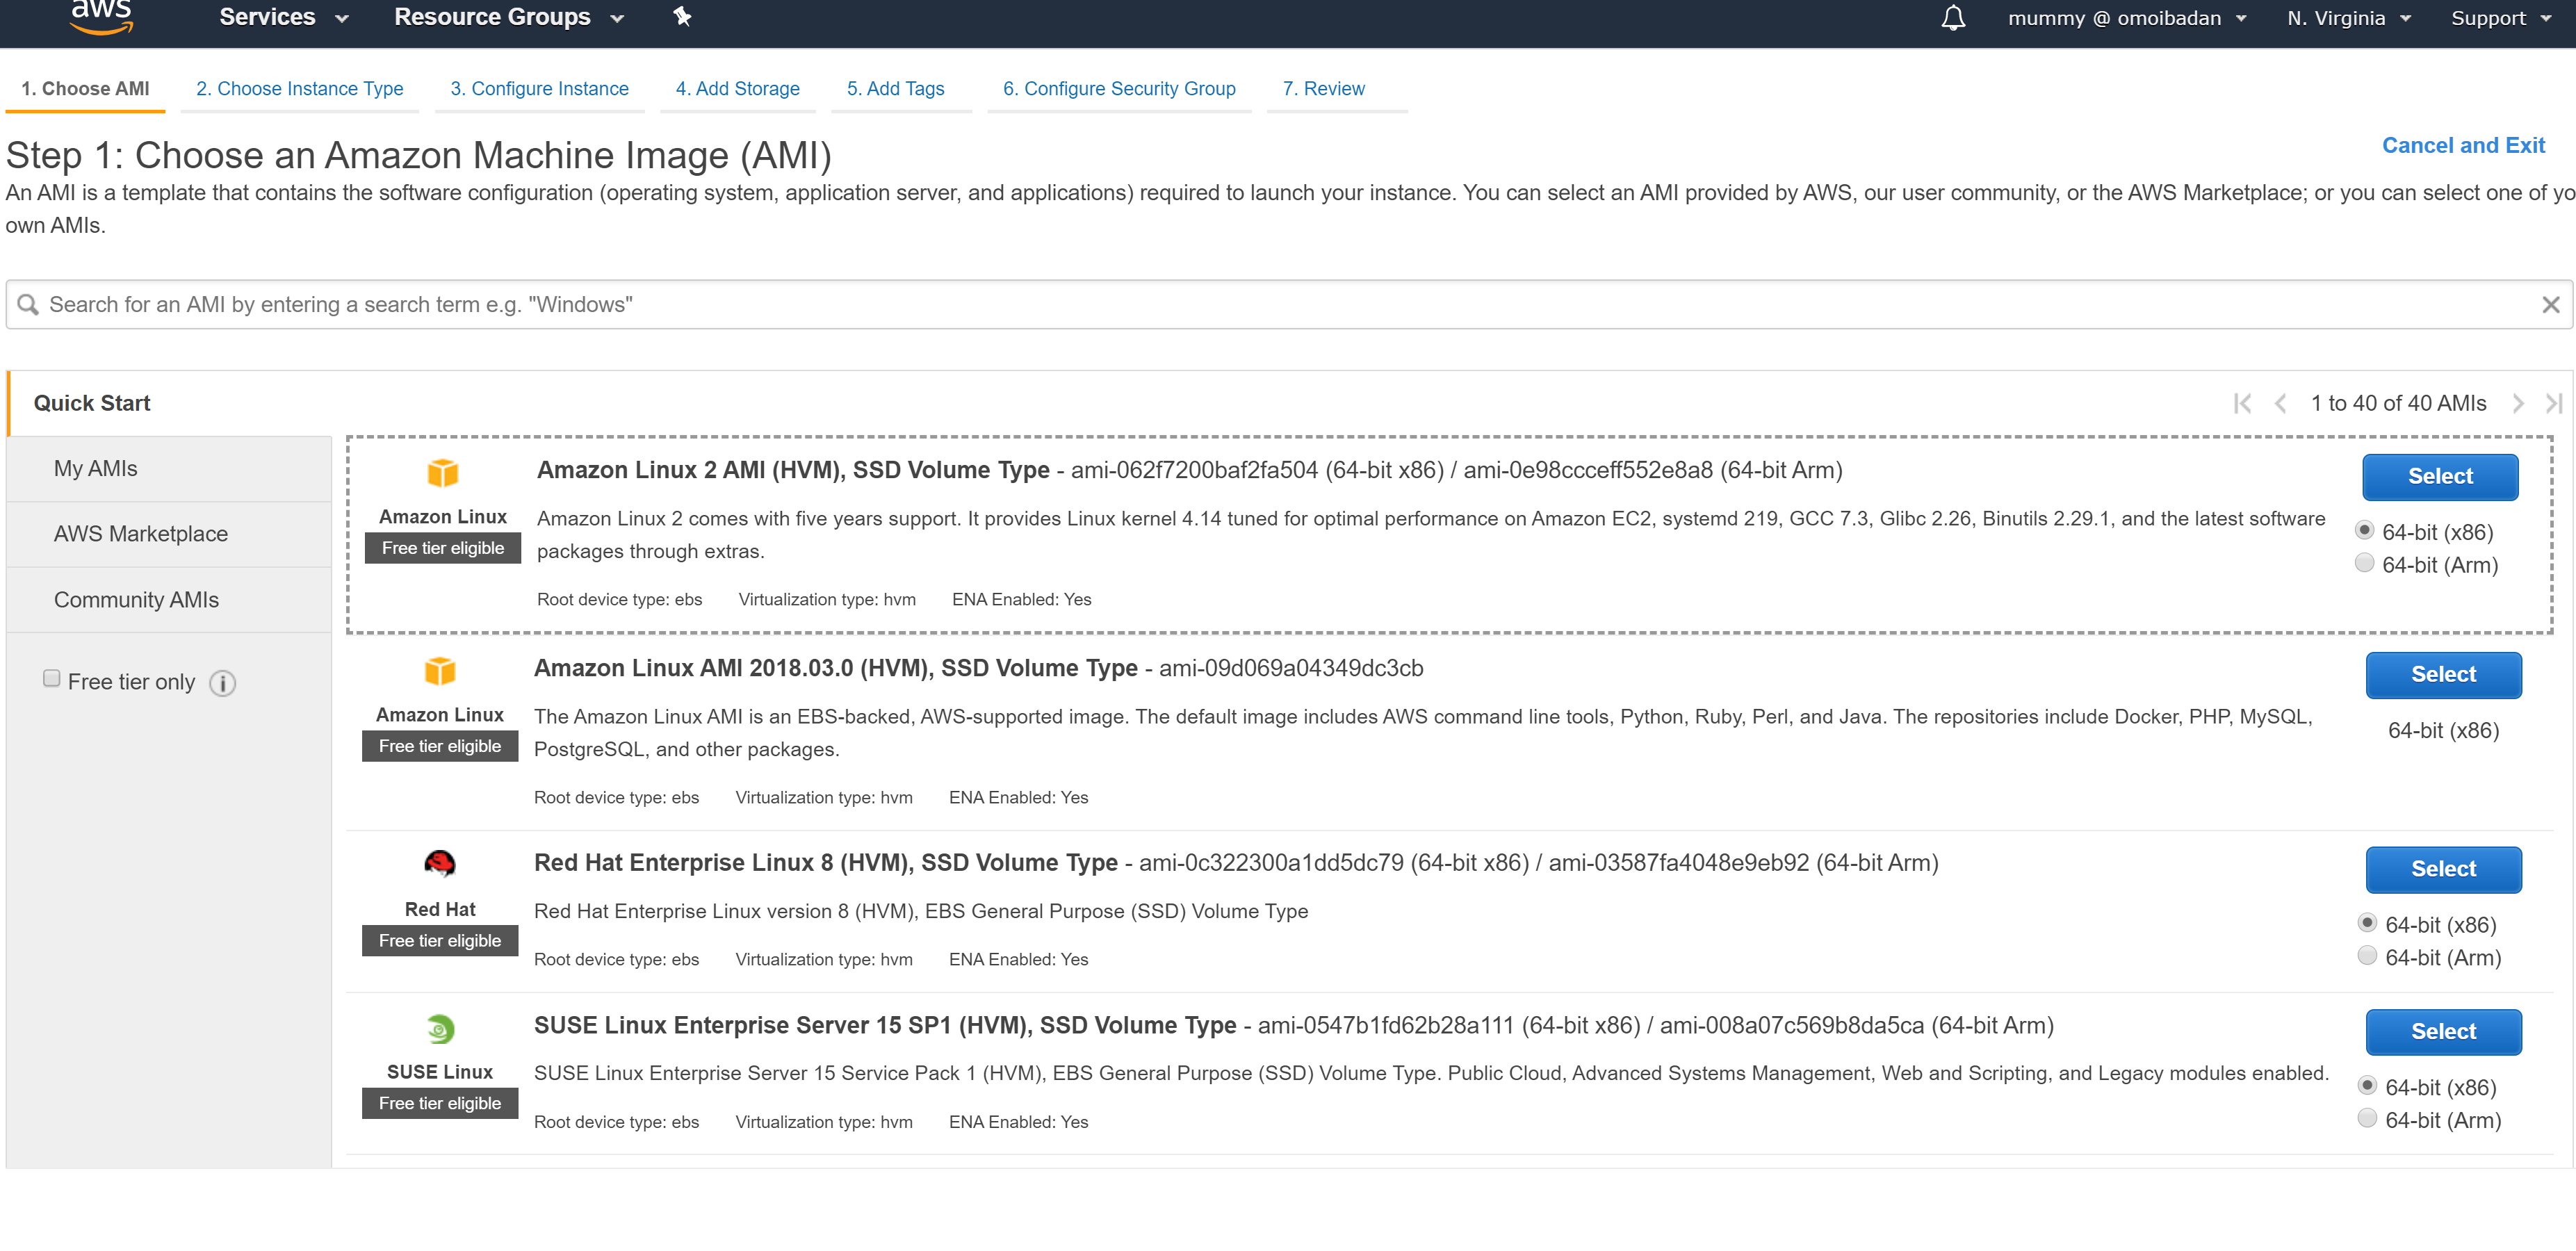 aws Services Resource Groups mummy @ omoibadan N. Virginia Support
1. Choose AMI 2. Choose Instance Type 3. Configure Instance 4. Add Storage 5. Add Tags 6. Configure Security Group 7. Review
Step 1: Choose an Amazon Machine Image (AMI)
Cancel and Exit
An AMI is a template that contains the software configuration (operating system, application server, and applications) required to launch your instance. You can select an AMI provided by AWS, our user community, or the AWS Marketplace; or you can select one of yo
own AMIs.
Search for an AMI by entering a search term e.g. "Windows"
Quick Start
1 to 40 of 40 AMIs
My AMIs
AWS Marketplace
Community AMIs
Free tier only
Amazon Linux
Free tier eligible
Amazon Linux 2 AMI (HVM), SSD Volume Type - ami-062f7200baf2fa504 (64-bit x86) / ami-0e98ccceff552e8a8 (64-bit Arm)
Amazon Linux 2 comes with five years support. It provides Linux kernel 4.14 tuned for optimal performance on Amazon EC2, systemd 219, GCC 7.3, Glibc 2.26, Binutils 2.29.1, and the latest software
packages through extras.
Root device type: ebs Virtualization type: hvm ENA Enabled: Yes
Select
64-bit (x86)
64-bit (Arm)
Amazon Linux
Free tier eligible
Amazon Linux AMI 2018.03.0 (HVM), SSD Volume Type - ami-09d069a04349dc3cb
The Amazon Linux AMI is an EBS-backed, AWS-supported image. The default image includes AWS command line tools, Python, Ruby, Perl, and Java. The repositories include Docker, PHP, MySQL,
PostgreSQL, and other packages.
Root device type: ebs Virtualization type: hvm ENA Enabled: Yes
Select
64-bit (x86)
Red Hat
Free tier eligible
Red Hat Enterprise Linux 8 (HVM), SSD Volume Type - ami-0c322300a1dd5dc79 (64-bit x86) / ami-03587fa4048e9eb92 (64-bit Arm)
Red Hat Enterprise Linux version 8 (HVM), EBS General Purpose (SSD) Volume Type
Root device type: ebs Virtualization type: hvm ENA Enabled: Yes
Select
64-bit (x86)
64-bit (Arm)
SUSE Linux
Free tier eligible
SUSE Linux Enterprise Server 15 SP1 (HVM), SSD Volume Type - ami-0547b1fd62b28a111 (64-bit x86) / ami-008a07c569b8da5ca (64-bit Arm)
SUSE Linux Enterprise Server 15 Service Pack 1 (HVM), EBS General Purpose (SSD) Volume Type. Public Cloud, Advanced Systems Management, Web and Scripting, and Legacy modules enabled.
Root device type: ebs Virtualization type: hvm ENA Enabled: Yes
Select
64-bit (x86)
64-bit (Arm)